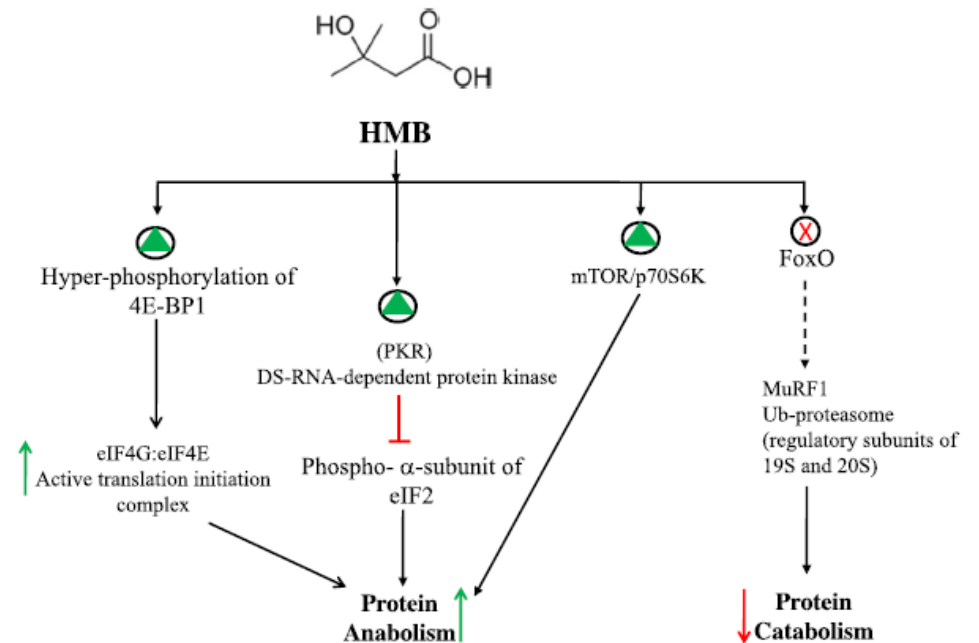 HO
O
OH
HMB
Hyper-phosphorylation of
4E-BP1
(PKR)
DS-RNA-dependent protein kinase
mTOR/p70S6K
X
FoxO
eIF4G:eIF4E
Active translation initiation
complex
Phospho- α-subunit of
eIF2
MuRF1
Ub-proteasome
(regulatory subunits of
19S and 20S)
Protein
Anabolism
Protein
Catabolism